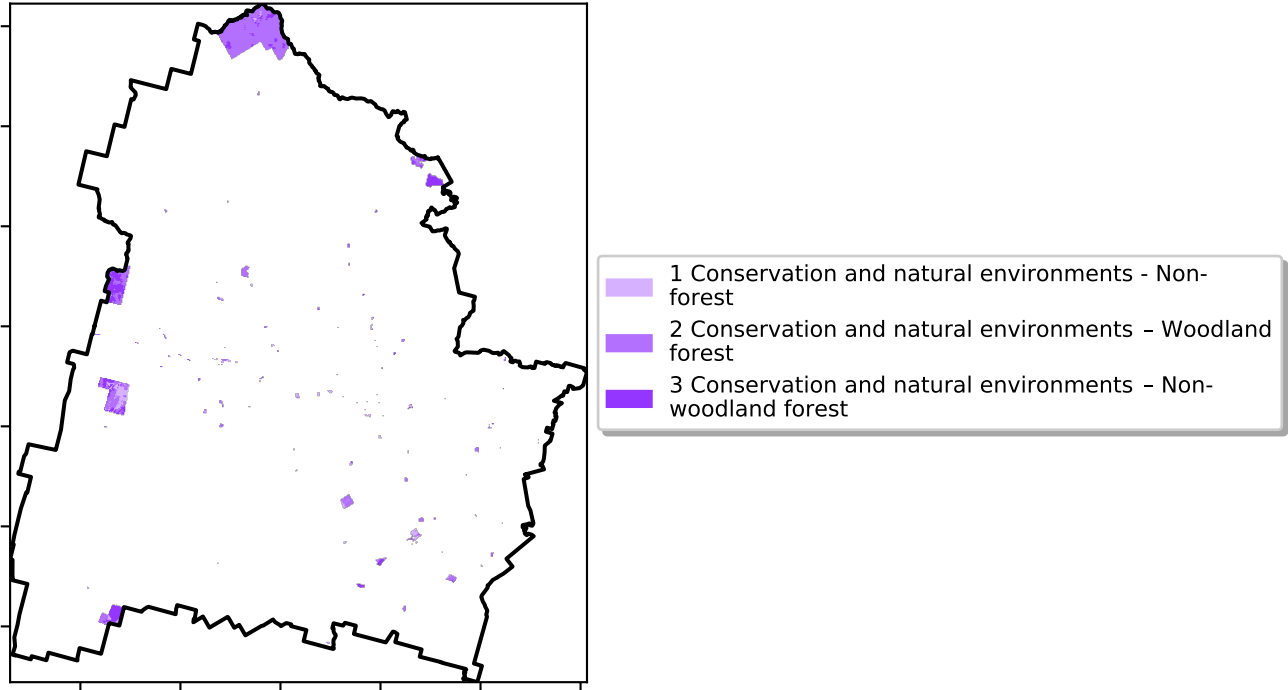 1 Conservation and natural environments - Non-
forest
2 Conservation and natural environments – Woodland
forest
3 Conservation and natural environments – Non-
woodland forest